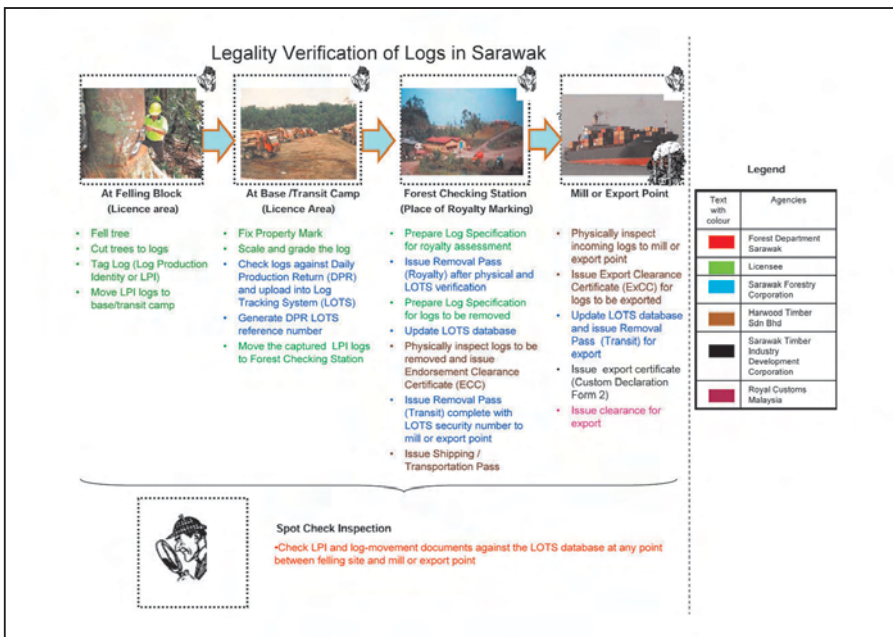 Legality Verification of Logs in Sarawak
At Felling Block
(Licence area)
• Fell tree
• Cut trees to logs
• Tag Log (Log Production
Identity or LPI)
• Move LPI logs to
base/transit camp
At Base /Transit Camp
(Licence Area)
• Fix Property Mark
• Scale and grade the log
• Check logs against Daily
Production Return (DPR)
and upload into Log
Tracking System (LOTS)
• Generate DPR LOTS
reference number
• Move the captured LPI logs
to Forest Checking Station
Forest Checking Station
(Place of Royalty Marking)
• Prepare Log Specification
for royalty assessment
• Issue Removal Pass
(Royalty) after physical and
LOTS verification
• Prepare Log Specification
for logs to be removed
• Update LOTS database
• Physically inspect logs to be
removed and issue
Endorsement Clearance
Certificate (ECC)
• Issue Removal Pass
(Transit) complete with
LOTS security number to
mill or export point
• Issue Shipping /
Transportation Pass
Mill or Export Point
• Physically inspect
incoming logs to mill or
export point
• Issue Export Clearance
Certificate (ExCC) for
logs to be exported
• Update LOTS database
and issue Removal
Pass (Transit) for
export
• Issue export certificate
(Custom Declaration
Form 2)
• Issue clearance for
export
Legend
Text
with
colour
Agencies
Forest Department
Sarawak
Licensee
Sarawak Forestry
Corporation
Harwood Timber
Sdn Bhd
Sarawak Timber
Industry
Development
Corporation
Royal Customs
Malaysia
Spot Check Inspection
•Check LPI and log-movement documents against the LOTS database at any point
between felling site and mill or export point